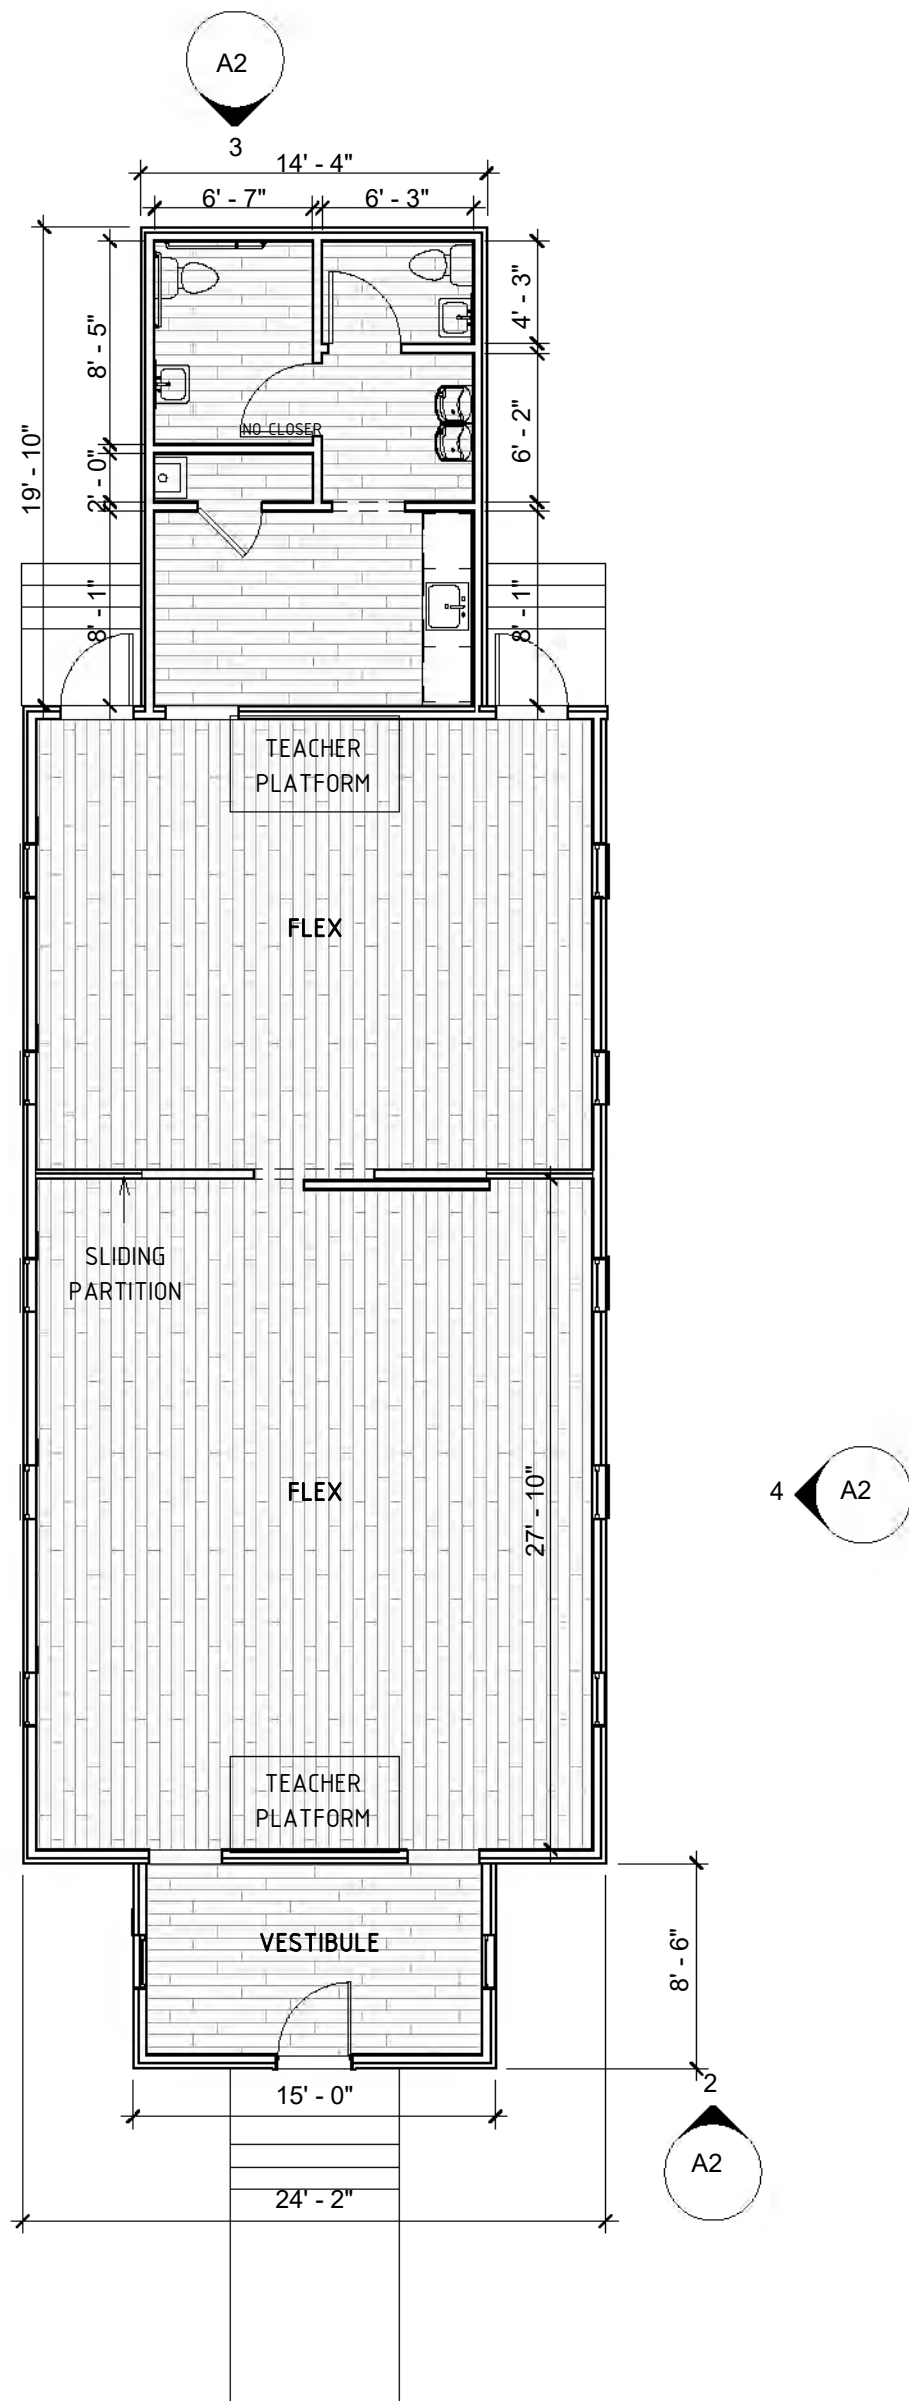 A2
3
14' - 4"
6' - 7"
6' - 3"
4' - 3"
8' - 5"
6' - 2"
NO CLOSER
19' - 10"
2' - 0"
8' - 1"
8' - 1"
TEACHER
PLATFORM
FLEX
SLIDING
PARTITION
FLEX
27' - 10"
4
A2
TEACHER
PLATFORM
VESTIBULE
8' - 6"
15' - 0"
2
A2
24' - 2"